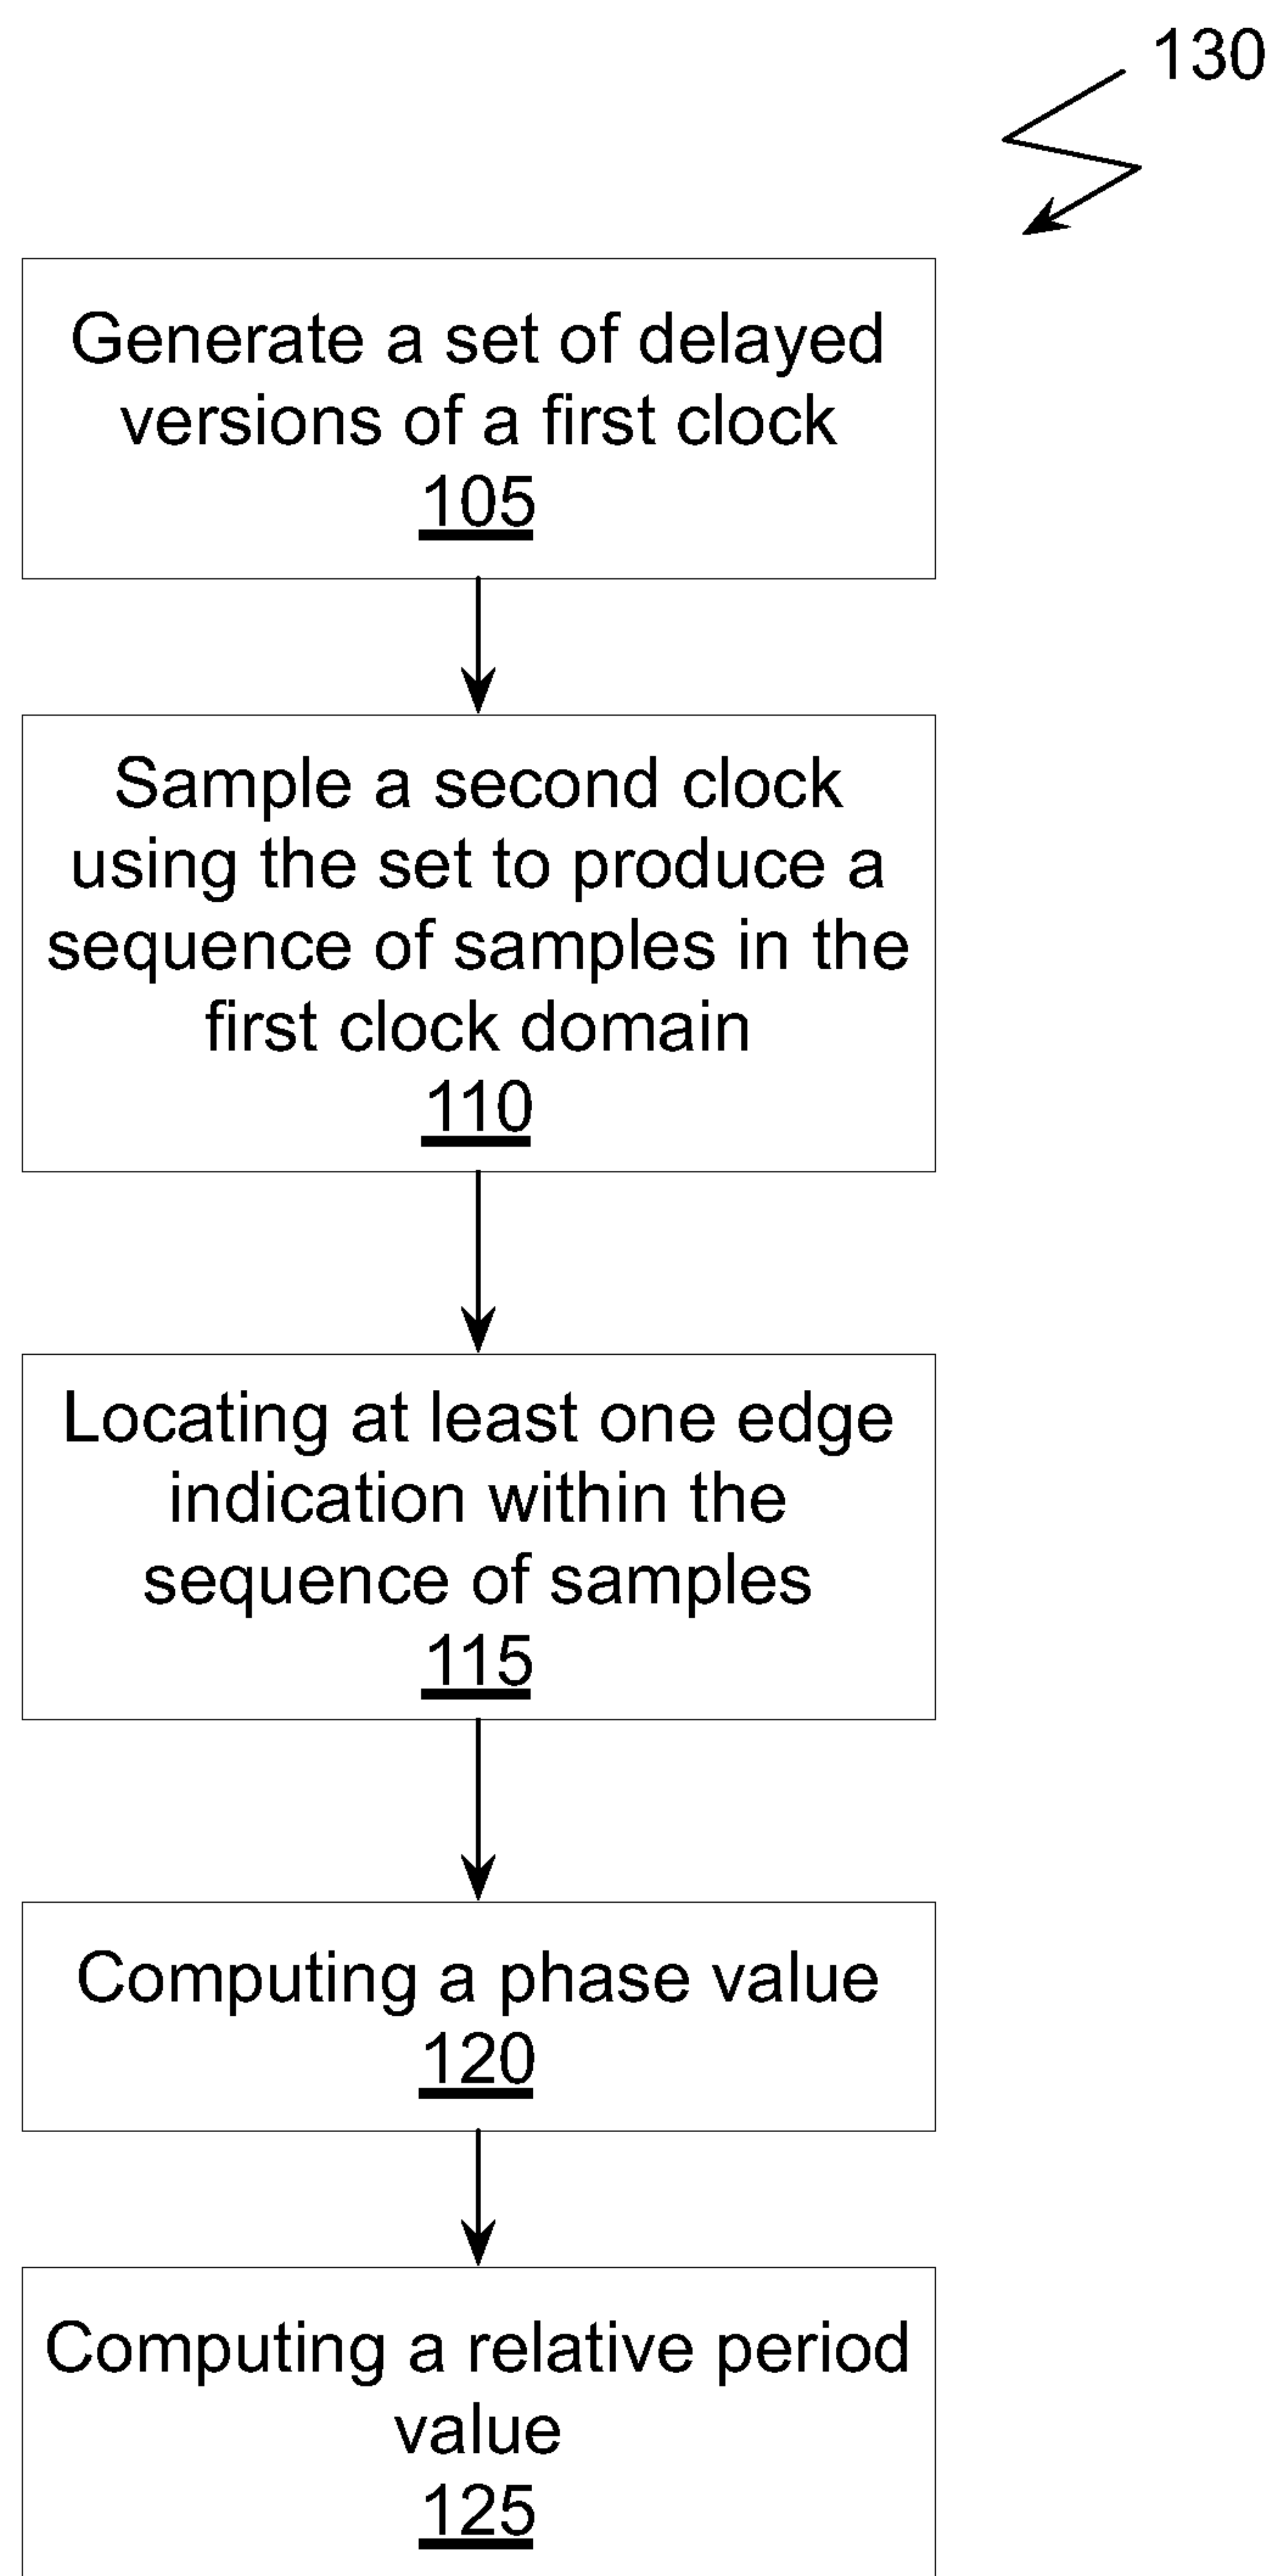 130
Generate a set of delayed
versions of a first clock
105
Sample a second clock
using the set to produce a
sequence of samples in the
first clock domain
110
Locating at least one edge
indication within the
sequence of samples
115
Computing a phase value
120
Computing a relative period
value
125